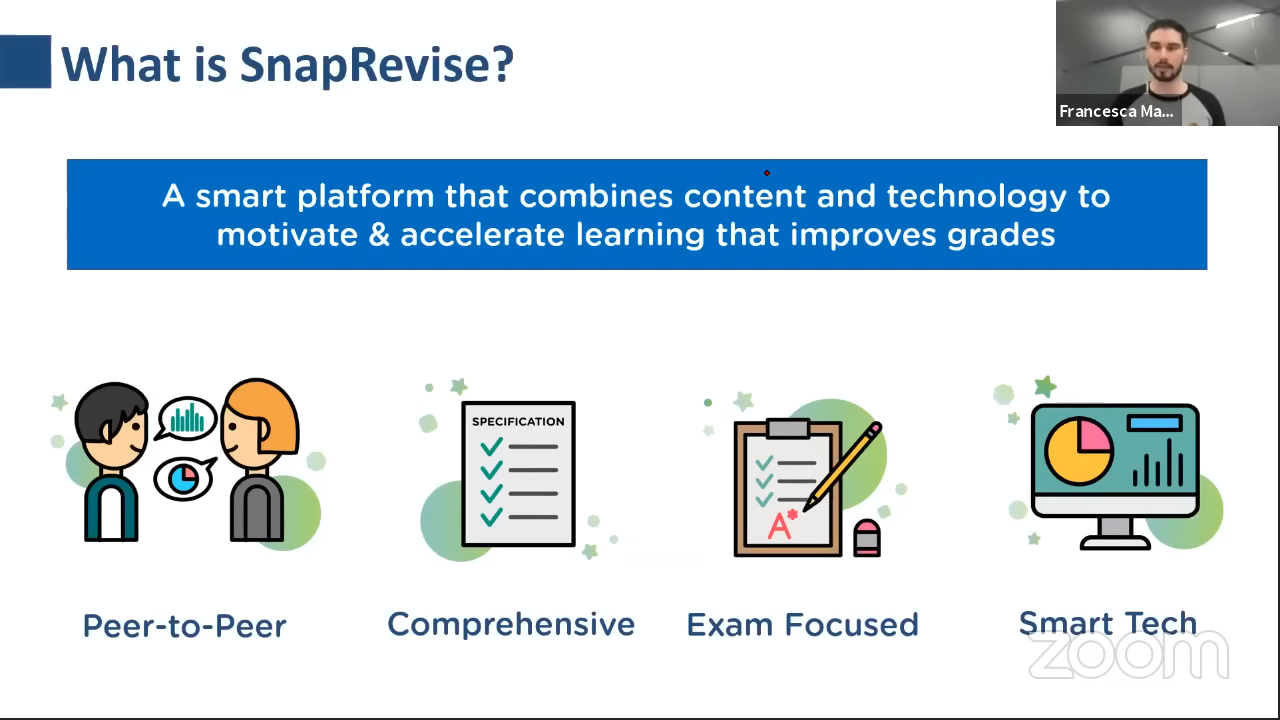 What is SnapRevise?
Francesca Ma...
A smart platform that combines content and technology to
motivate & accelerate learning that improves grades
SPECIFICATION
A*
Peer-to-Peer
Comprehensive
Exam Focused
Smart Tech
zoom